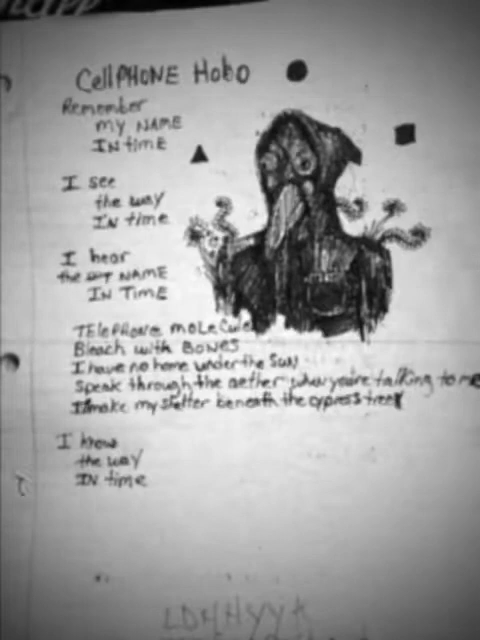 CellPHONE Hobo
Remember
my NAME
IN time
I see
the way
IN time
I hear
the NAME
IN TIME
TElePHONE moleCule
Bleach with BONES
I have no home under the Sun
Speak through the aether when you're talking to me
I make my shelter beneath the cypress tree
I know
the way
IN time